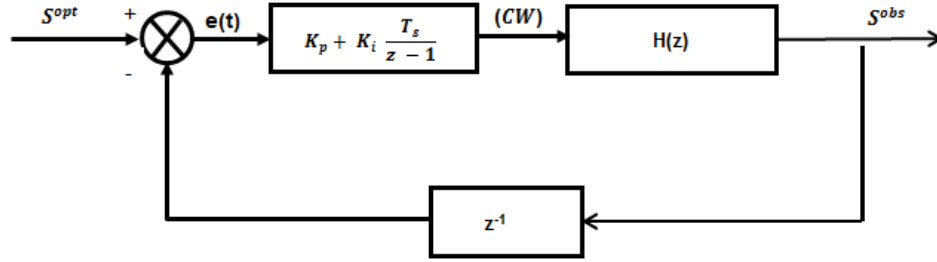 S^opt
+
-
e(t)
K_p + K_i T_s / (z - 1)
(CW)
H(z)
S^obs
z^-1